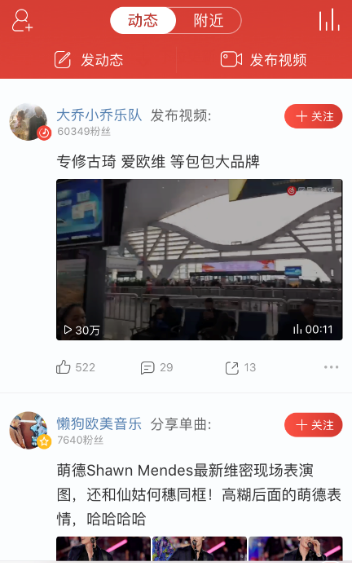 动态 附近
发动态 发布视频
大乔小乔乐队 发布视频: + 关注
60349粉丝
专修古琦 爱欧维 等包包大品牌
30万 00:11
522 29 13
懒狗欧美音乐 分享单曲: + 关注
7640粉丝
萌德Shawn Mendes最新维密现场表演
图，还和仙姑何穗同框！高糊后面的萌德表
情，哈哈哈哈